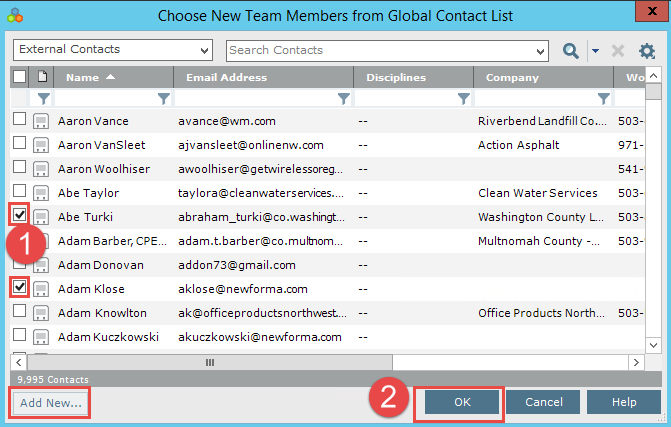 Choose New Team Members from Global Contact List
External Contacts Search Contacts
Name Email Address Disciplines Company Wo
Aaron Vance avance@wm.com -- Riverbend Landfill Co... 503-
Aaron VanSleet ajvansleet@onlinenw.com -- Action Asphalt 971-
Aaron Woolhiser awoolhiser@getwirelessoreg... -- 541-
Abe Taylor taylora@cleanwaterservices.... -- Clean Water Services 503-
Abe Turki abraham_turki@co.washingt... -- Washington County L... 503-
1
Adam Barber, CPE... adam.t.barber@co.multnom... -- Multnomah County -... 503-
Adam Donovan addon73@gmail.com --
Adam Klose aklose@newforma.com --
Adam Knowlton ak@officeproductsnorthwest.... -- Office Products North... 503-
Adam Kuczkowski akuczkowski@newforma.com --
9,995 Contacts
Add New... 2 OK Cancel Help